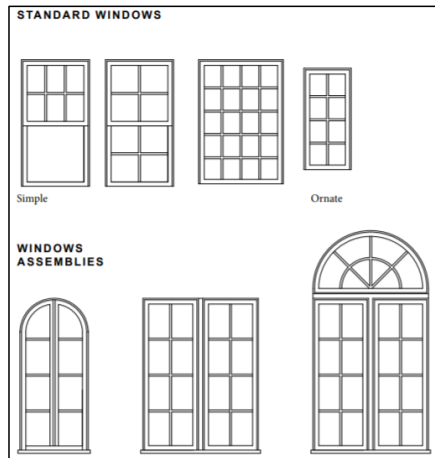 STANDARD WINDOWS
Simple
Ornate
WINDOWS
ASSEMBLIES